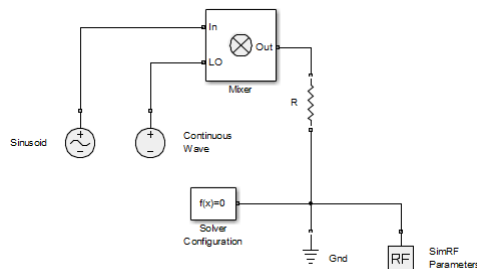 In
Out
LO
Mixer
R
Sinusoid
Continuous
Wave
f(x)=0
Solver
Configuration
Gnd
RF
SimRF
Parameters